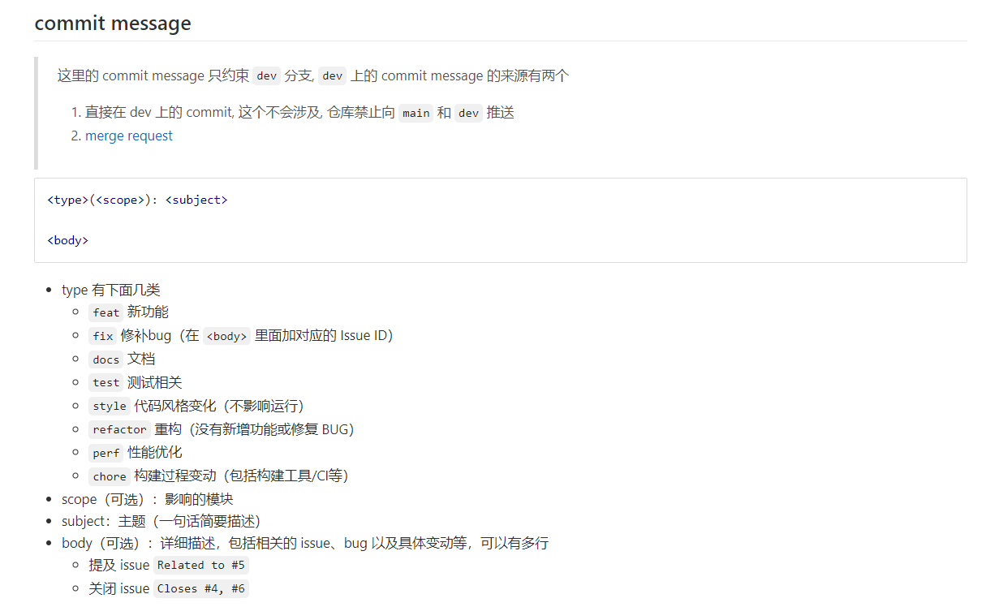 commit message
这里的 commit message 只约束 dev 分支, dev 上的 commit message 的来源有两个
1. 直接在 dev 上的 commit, 这个不会涉及, 仓库禁止向 main 和 dev 推送
2. merge request
<type>(<scope>): <subject>
<body>
• type 有下面几类
◦ feat 新功能
◦ fix 修补bug（在 <body> 里面加对应的 Issue ID）
◦ docs 文档
◦ test 测试相关
◦ style 代码风格变化（不影响运行）
◦ refactor 重构（没有新增功能或修复 BUG）
◦ perf 性能优化
◦ chore 构建过程变动（包括构建工具/CI等）
• scope（可选）：影响的模块
• subject：主题（一句话简要描述）
• body（可选）：详细描述，包括相关的 issue、bug 以及具体变动等，可以有多行
◦ 提及 issue Related to #5
◦ 关闭 issue Closes #4, #6